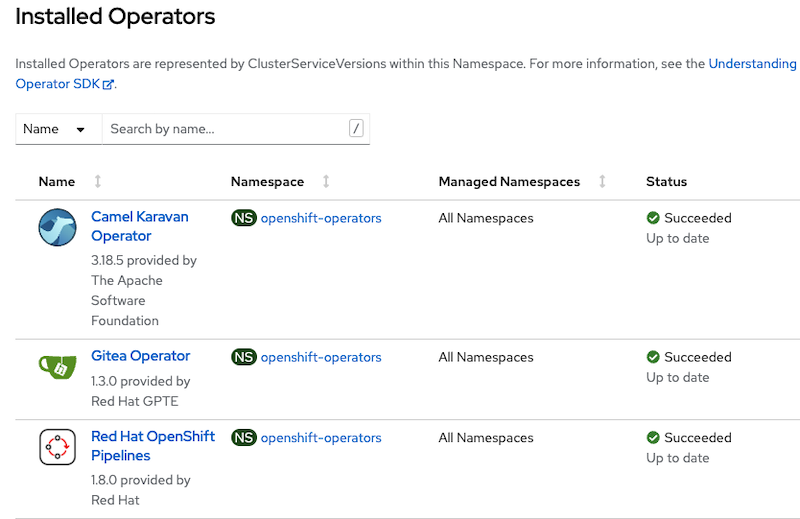 Installed Operators
Installed Operators are represented by ClusterServiceVersions within this Namespace. For more information, see the Understanding
Operator SDK.
Name
Search by name...
/
Name Namespace Managed Namespaces Status
Camel Karavan
Operator
3.18.5 provided by
The Apache
Software
Foundation
NS openshift-operators
All Namespaces
Succeeded
Up to date
Gitea Operator
1.3.0 provided by
Red Hat GPTE
NS openshift-operators
All Namespaces
Succeeded
Up to date
Red Hat OpenShift
Pipelines
1.8.0 provided by
Red Hat
NS openshift-operators
All Namespaces
Succeeded
Up to date